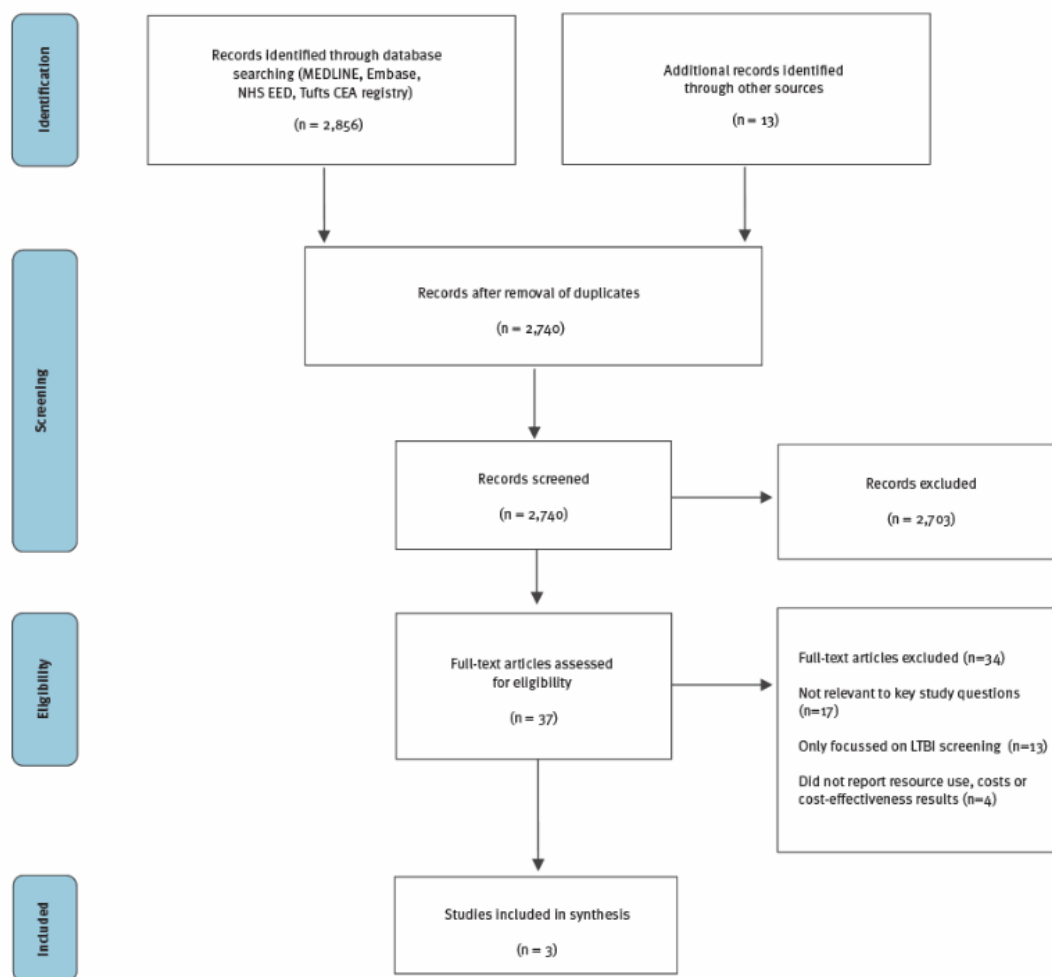 Identification
Records identified through database
searching (MEDLINE, Embase,
NHS EED, Tufts CEA registry)
(n = 2,856)
Additional records identified
through other sources
(n = 13)
Screening
Records after removal of duplicates
(n = 2,740)
Records screened
(n = 2,740)
Records excluded
(n = 2,703)
Eligibility
Full-text articles assessed
for eligibility
(n = 37)
Full-text articles excluded (n=34)
Not relevant to key study questions
(n=17)
Only focussed on LTBI screening (n=13)
Did not report resource use, costs or
cost-effectiveness results (n=4)
Included
Studies included in synthesis
(n = 3)